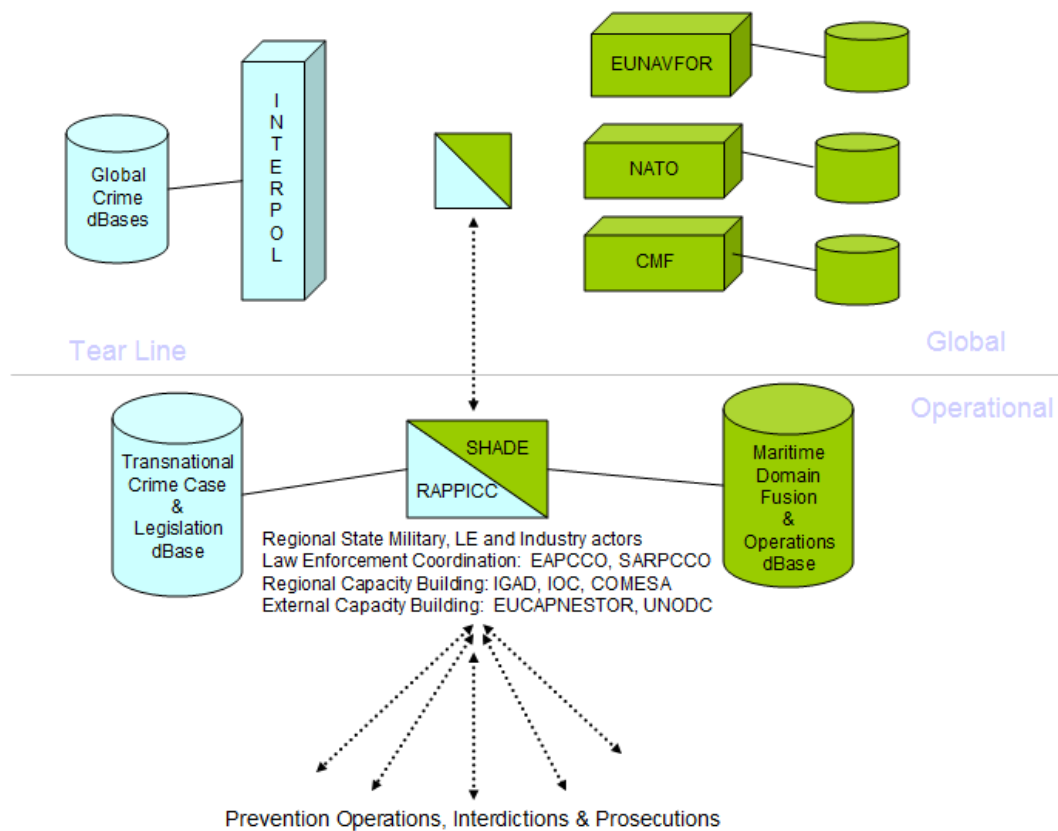 EUNAVFOR
INTERPOL
Global
Crime
dBases
NATO
CMF
Tear Line
Global
Operational
Transnational
Crime Case
&
Legislation
dBase
SHADE
RAPPICC
Maritime
Domain
Fusion
&
Operations
dBase
Regional State Military, LE and Industry actors
Law Enforcement Coordination: EAPCCO, SARPCCO
Regional Capacity Building: IGAD, IOC, COMESA
External Capacity Building: EUCAPNESTOR, UNODC
Prevention Operations, Interdictions & Prosecutions